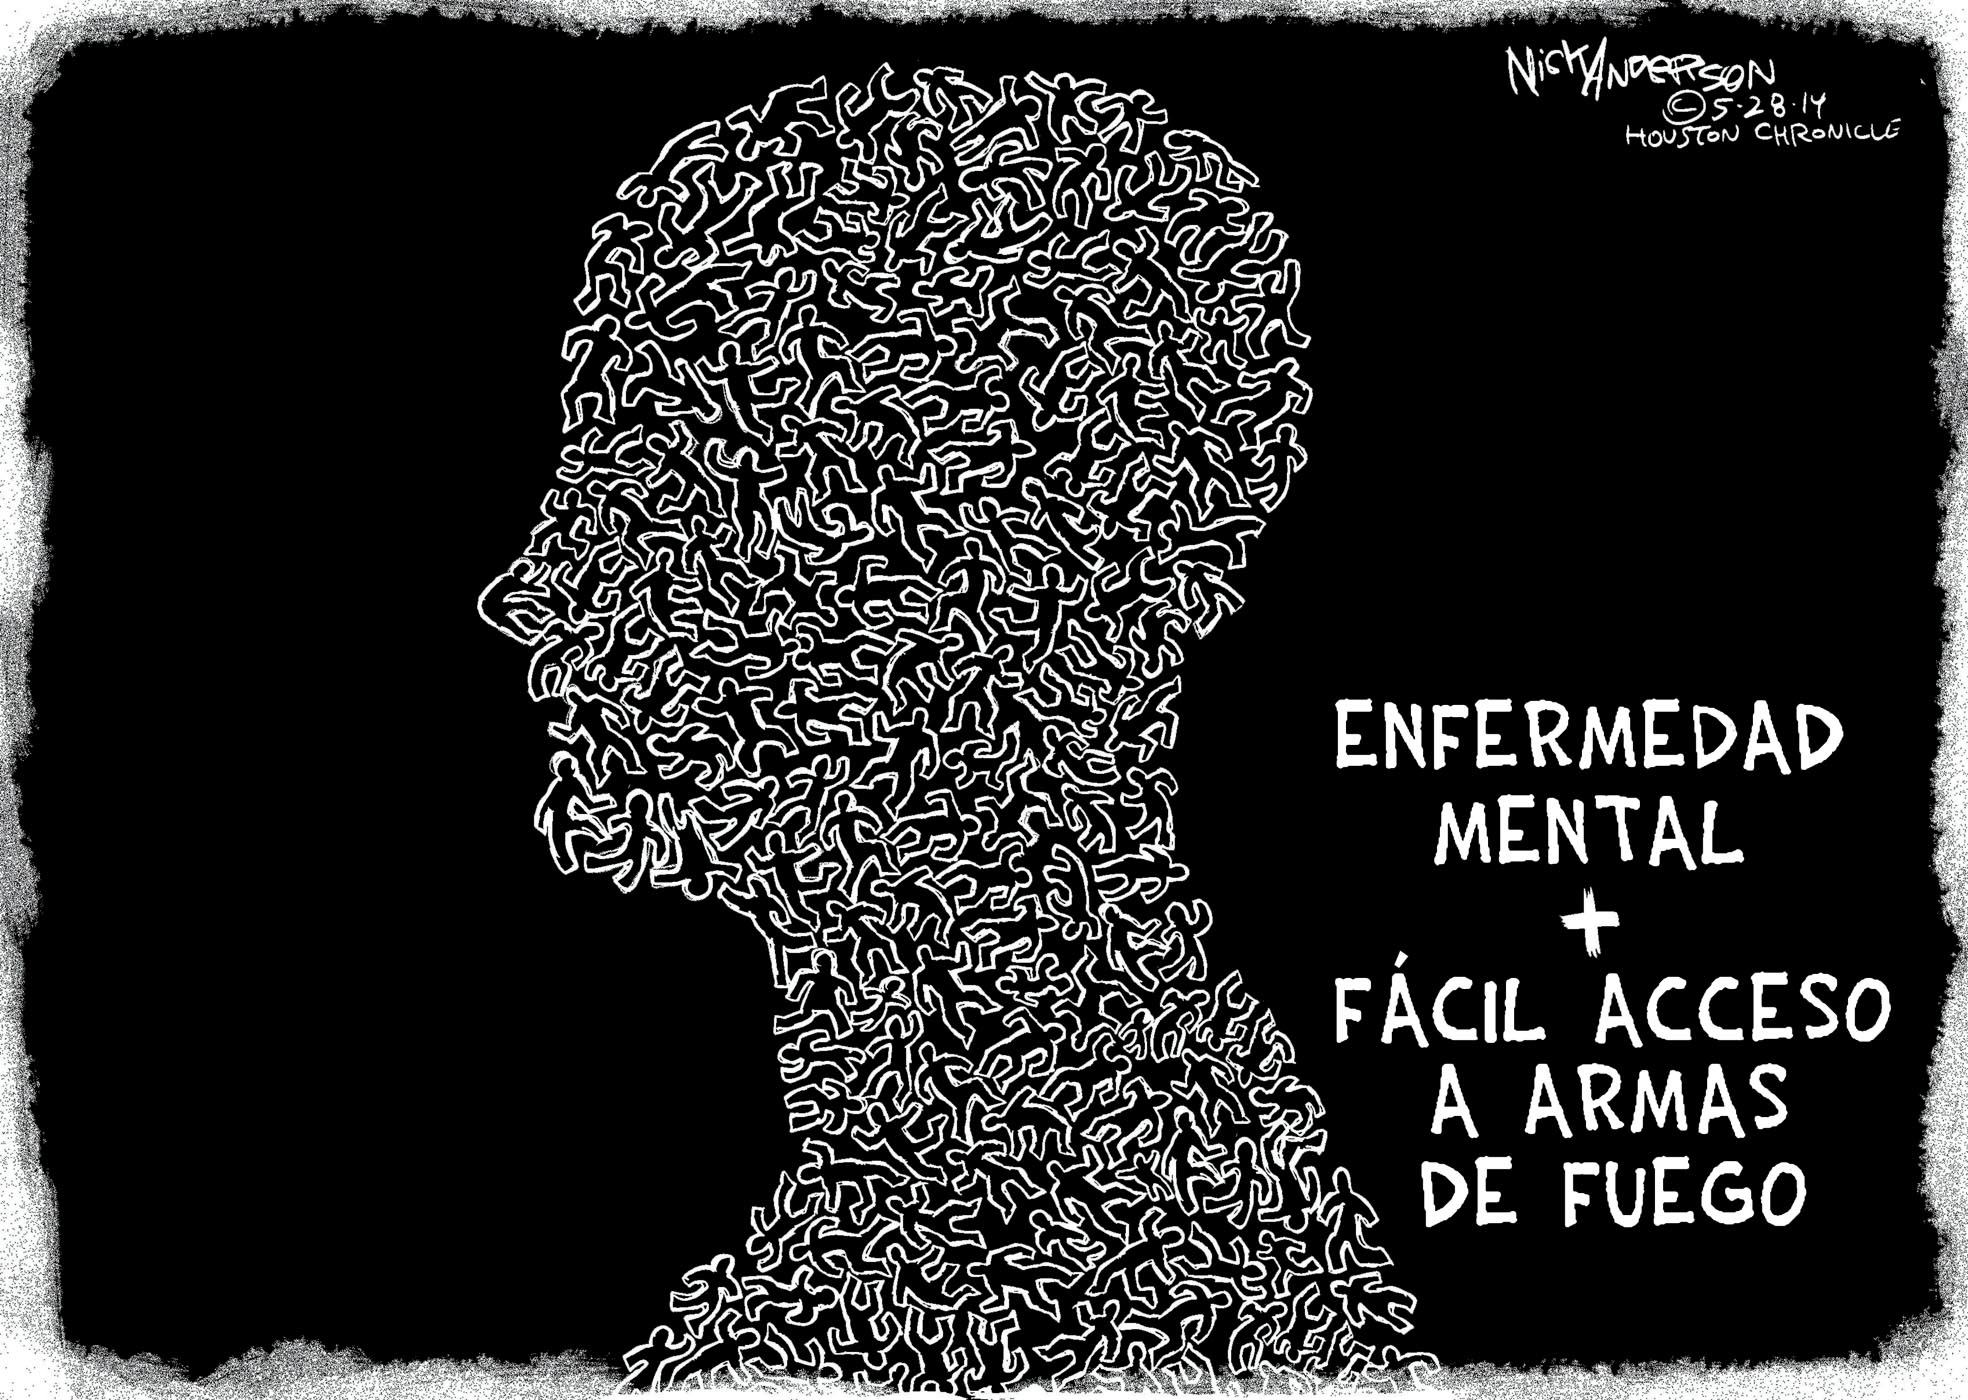 Nick Anderson
© 5·28·14
HOUSTON CHRONICLE
ENFERMEDAD
MENTAL
+
FÁCIL ACCESO
A ARMAS
DE FUEGO